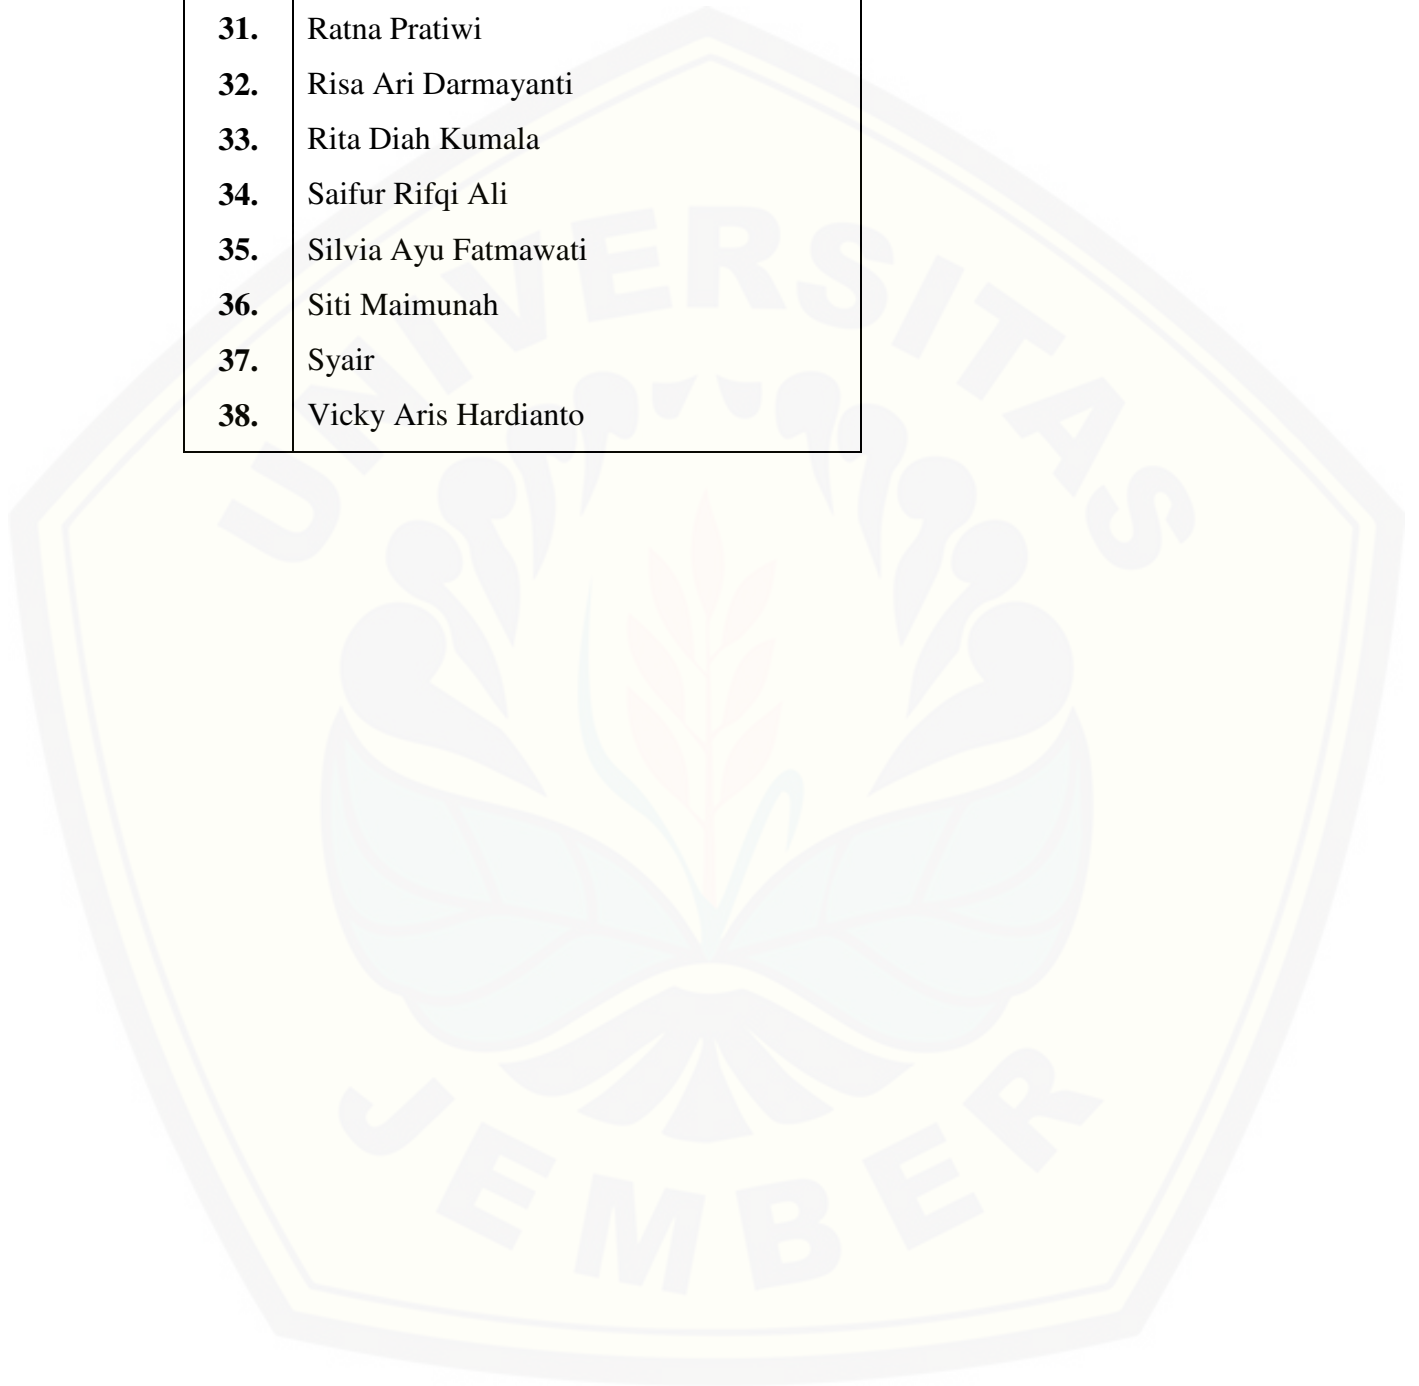 31. Ratna Pratiwi
32. Risa Ari Darmayanti
33. Rita Diah Kumala
34. Saifur Rifqi Ali
35. Silvia Ayu Fatmawati
36. Siti Maimunah
37. Syair
38. Vicky Aris Hardianto
UNIVERSITAS
JEMBER